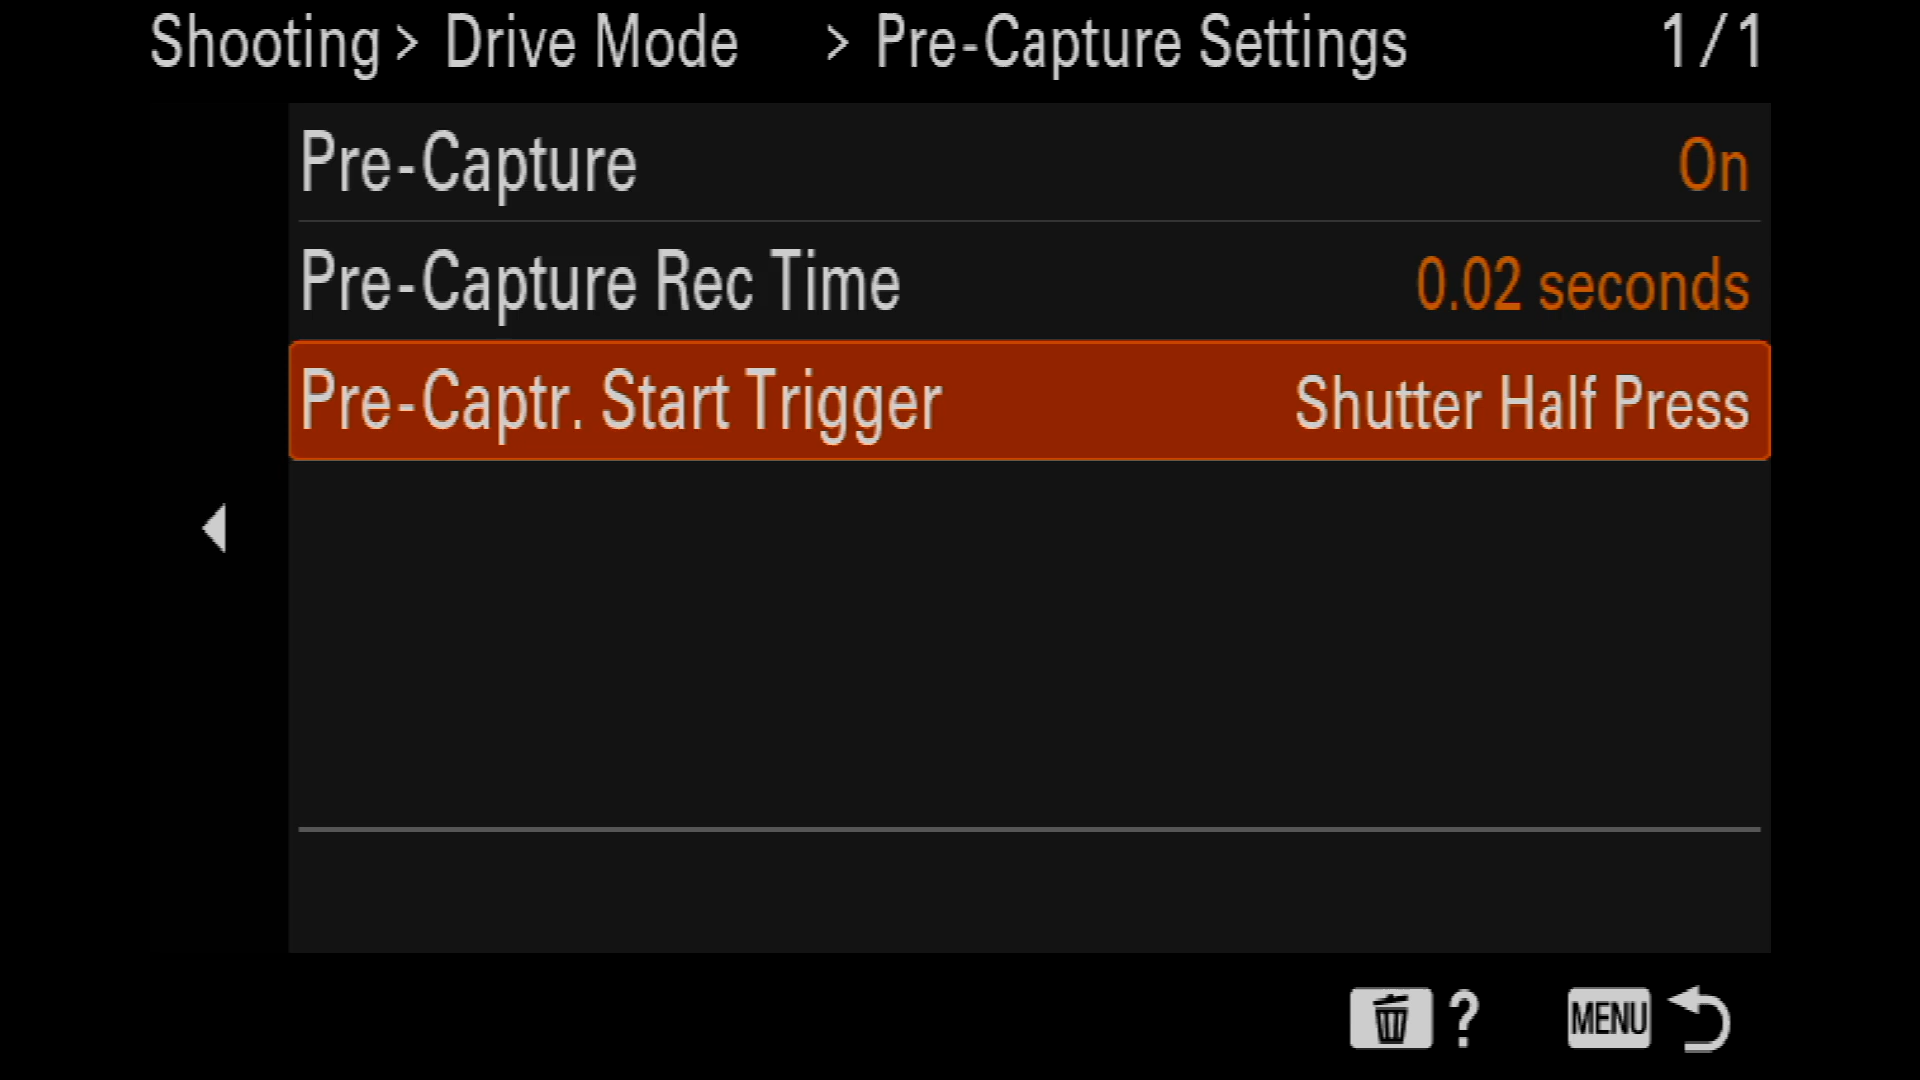 Shooting > Drive Mode > Pre-Capture Settings 1/1
Pre-Capture On
Pre-Capture Rec Time 0.02 seconds
Pre-Captr. Start Trigger Shutter Half Press
? MENU